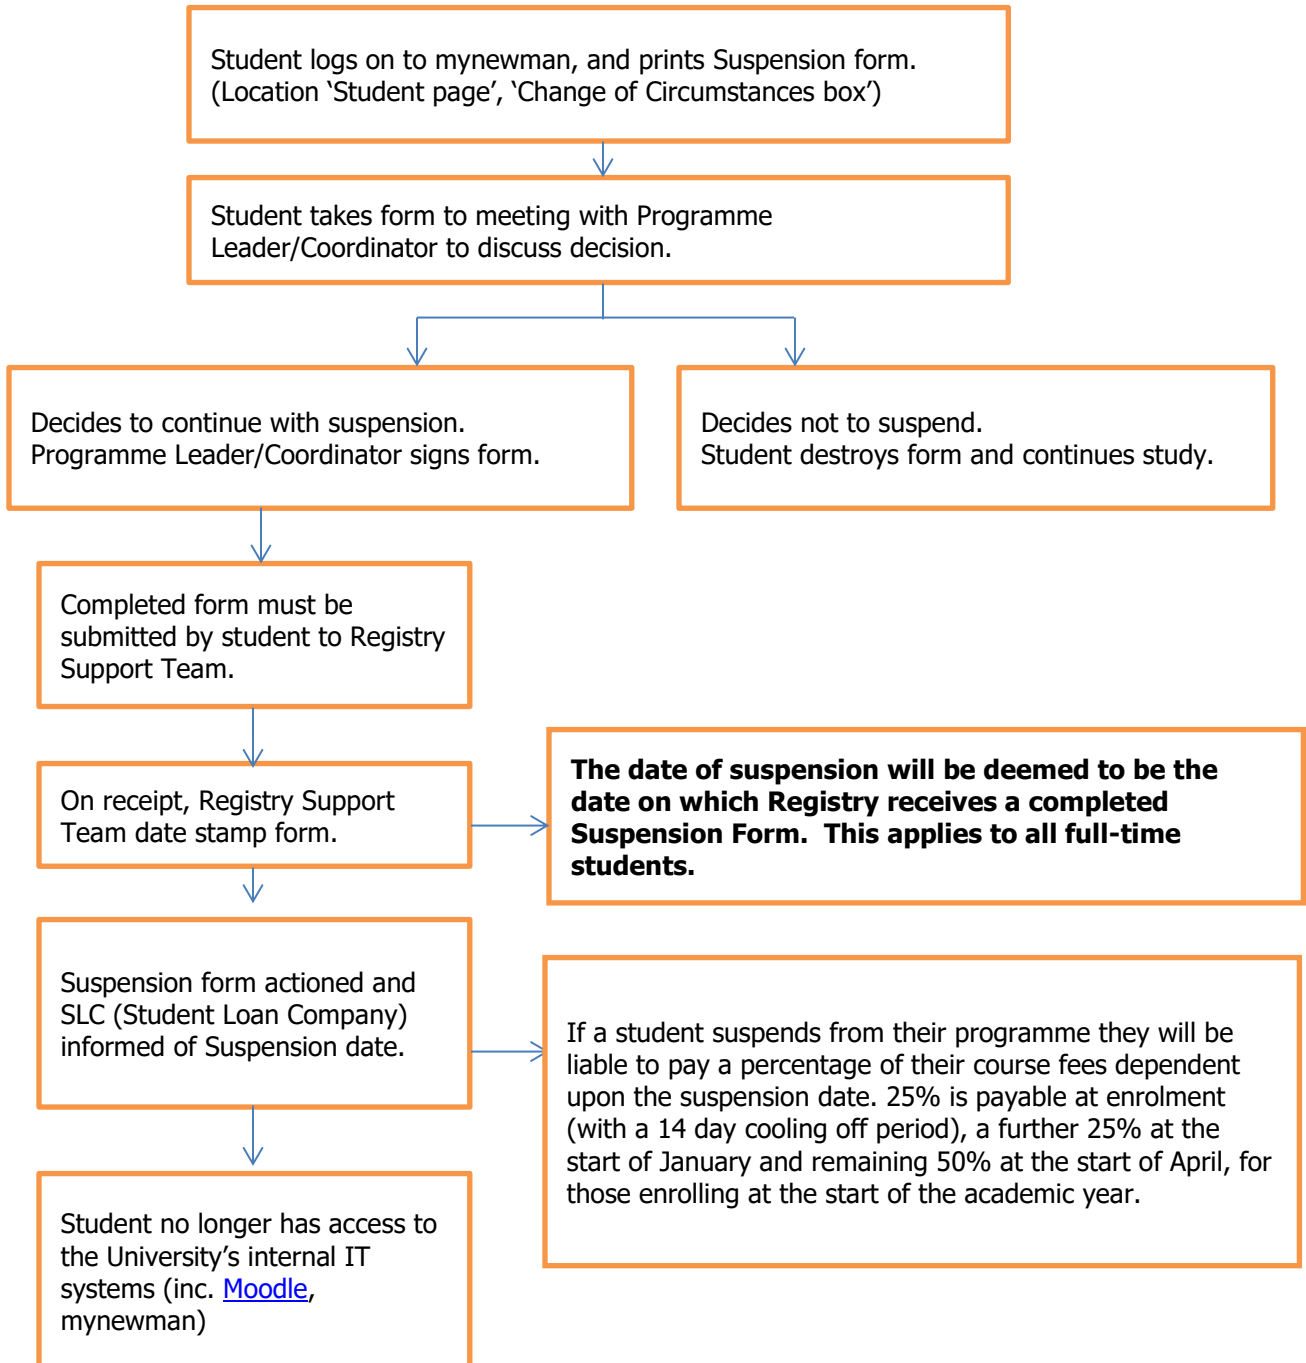 Student logs on to mynewman, and prints Suspension form.
(Location ‘Student page’, ‘Change of Circumstances box’)
Student takes form to meeting with Programme
Leader/Coordinator to discuss decision.
Decides to continue with suspension.
Programme Leader/Coordinator signs form.
Decides not to suspend.
Student destroys form and continues study.
Completed form must be
submitted by student to Registry
Support Team.
On receipt, Registry Support
Team date stamp form.
The date of suspension will be deemed to be the
date on which Registry receives a completed
Suspension Form.  This applies to all full-time
students.
Suspension form actioned and
SLC (Student Loan Company)
informed of Suspension date.
If a student suspends from their programme they will be
liable to pay a percentage of their course fees dependent
upon the suspension date. 25% is payable at enrolment
(with a 14 day cooling off period), a further 25% at the
start of January and remaining 50% at the start of April, for
those enrolling at the start of the academic year.
Student no longer has access to
the University’s internal IT
systems (inc. Moodle,
mynewman)